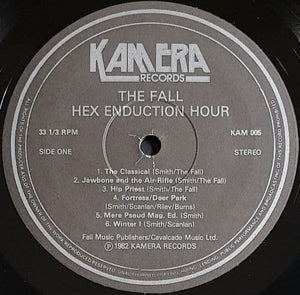 KAMERA
RECORDS
THE FALL
HEX ENDUCTION HOUR
33 1/3 RPM
KAM 005
SIDE ONE
STEREO
1. The Classical (Smith/The Fall)
2. Jawbone and the Air-Rifle (Smith/The Fall)
3. Hip Priest (Smith/The Fall)
4. Fortress/Deer Park
(Smith/Scanlan/Riley/Burns)
5. Mere Pseud Mag. Ed. (Smith)
6. Winter I (Smith/Scanlan)
Fall Music Publishers/Cavalcade Music Ltd.
℗ 1982 KAMERA RECORDS